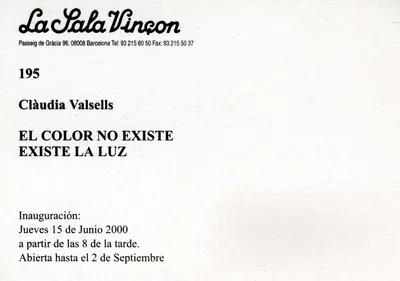 La Sala Vinçon
Passeig de Gràcia 96. 08008 Barcelona Tel: 93 215 60 50 Fax: 93 215 50 37
195
Clàudia Valsells
EL COLOR NO EXISTE
EXISTE LA LUZ
Inauguración:
Jueves 15 de Junio 2000
a partir de las 8 de la tarde.
Abierta hasta el 2 de Septiembre